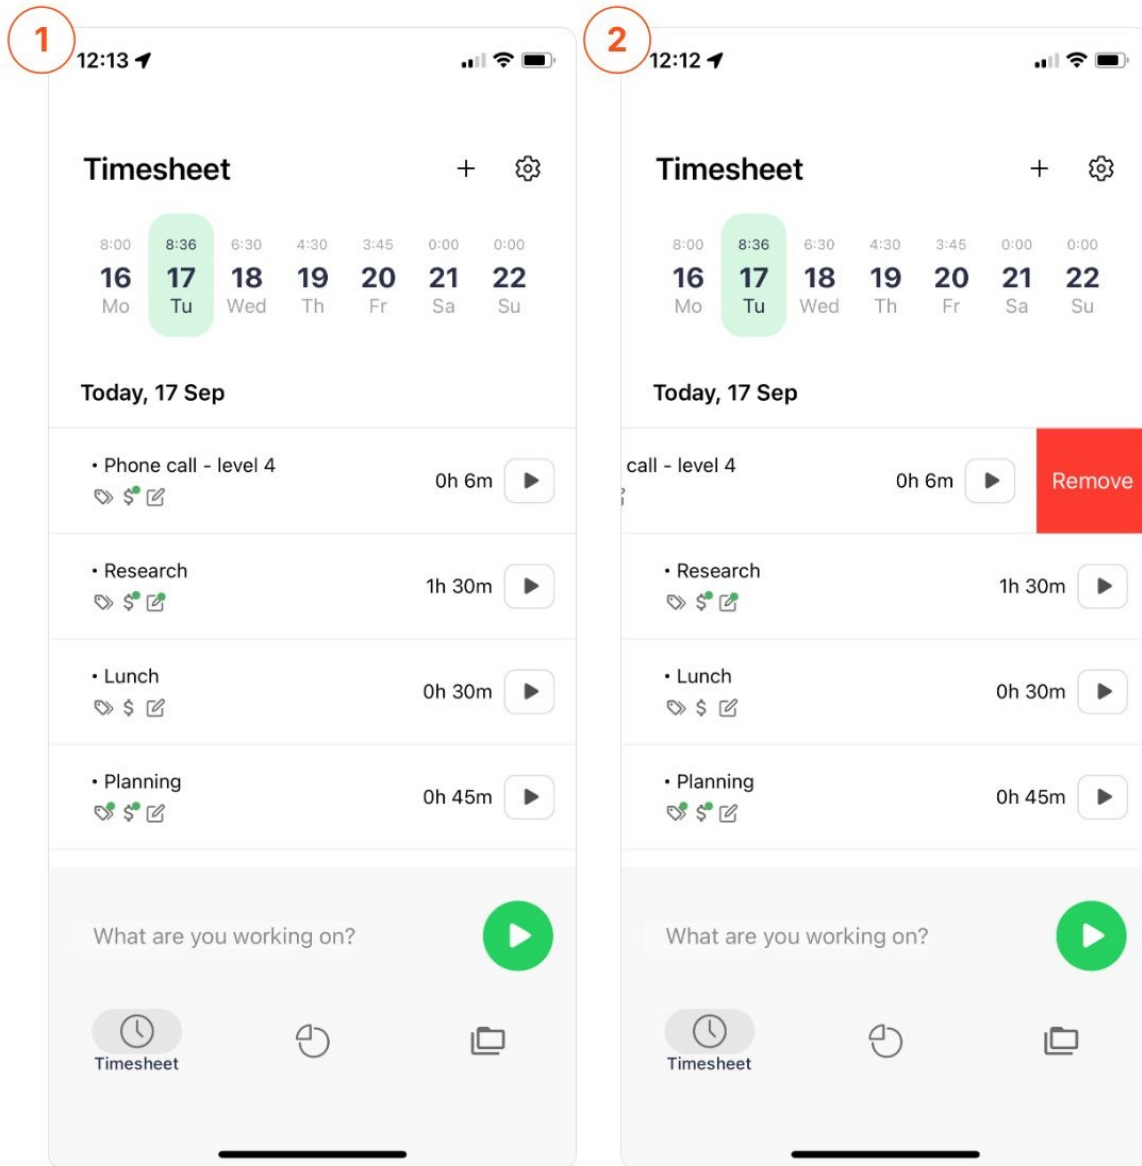 1
12:13
Timesheet +
8:00 8:36 6:30 4:30 3:45 0:00 0:00
16 17 18 19 20 21 22
Mo Tu Wed Th Fr Sa Su
Today, 17 Sep
• Phone call - level 4
0h 6m
$
• Research
1h 30m
$
• Lunch
0h 30m
$
• Planning
0h 45m
$
What are you working on?
Timesheet
2
12:12
Timesheet +
8:00 8:36 6:30 4:30 3:45 0:00 0:00
16 17 18 19 20 21 22
Mo Tu Wed Th Fr Sa Su
Today, 17 Sep
call - level 4
0h 6m
Remove
• Research
1h 30m
$
• Lunch
0h 30m
$
• Planning
0h 45m
$
What are you working on?
Timesheet